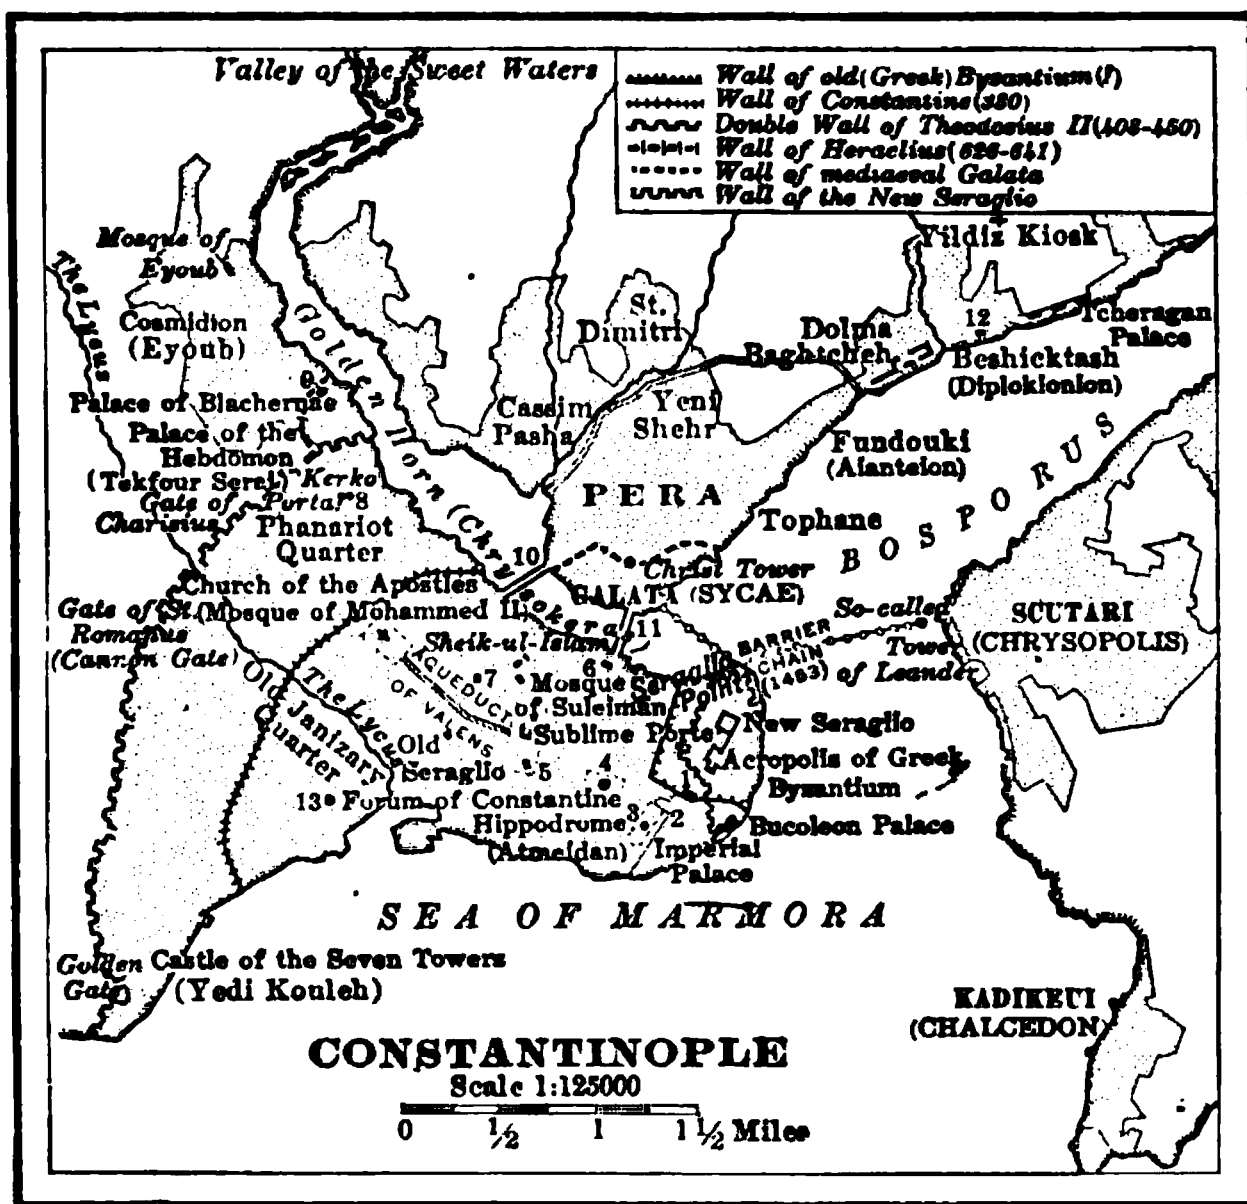 Valley of the Sweet Waters
Wall of old (Greek) Byzantium (?)
Wall of Constantine (330)
Double Wall of Theodosius II (408-450)
Wall of Heraclius (626-641)
Wall of mediaeval Galata
Wall of the New Seraglio
Yildiz Kiosk
Mosque of
Eyoub
The Lycus
Cosmidion
(Eyoub)
Golden Horn (Chrysokera)
St.
Dimitri
Dolma
Baghtcheh
12
Tcheragan
Palace
Beshicktash
(Diplokionion)
9
Palace of Blachernae
Palace of the
Hebdomon
(Tekfour Serai)
Kerko
Porta?
8
Cassim
Pasha
Yeni
Shehr
Fundouki
(Aianteion)
Gate of
Charisius
Phanariot
Quarter
PERA
Tophane
BOSPORUS
10
Christ Tower
GALATA (SYCAE)
Church of the Apostles
(Mosque of Mohammed II)
Gate of St.
Romanus
(Cannon Gate)
Sheik-ul-Islam
11
So-called
Tower
of Leander
BARRIER
CHAIN
(1453)
SCUTARI
(CHRYSOPOLIS)
Old
Janizary
Quarter
The Lycus
AQUEDUCT
OF
VALENS
7
6
Mosque
of Suleiman
Seraglio
Point
Sublime Porte
New Seraglio
Old
Seraglio
5
4
Acropolis of Greek
Byzantium
1
13
Forum of Constantine
3
2
Hippodrome
(Atmeidan)
Imperial
Palace
Bucoleon Palace
SEA OF MARMORA
Golden
Gate
Castle of the Seven Towers
(Yedi Kouleh)
KADIKEUI
(CHALCEDON)
CONSTANTINOPLE
Scale 1:125000
0 1/2 1 1 1/2 Miles